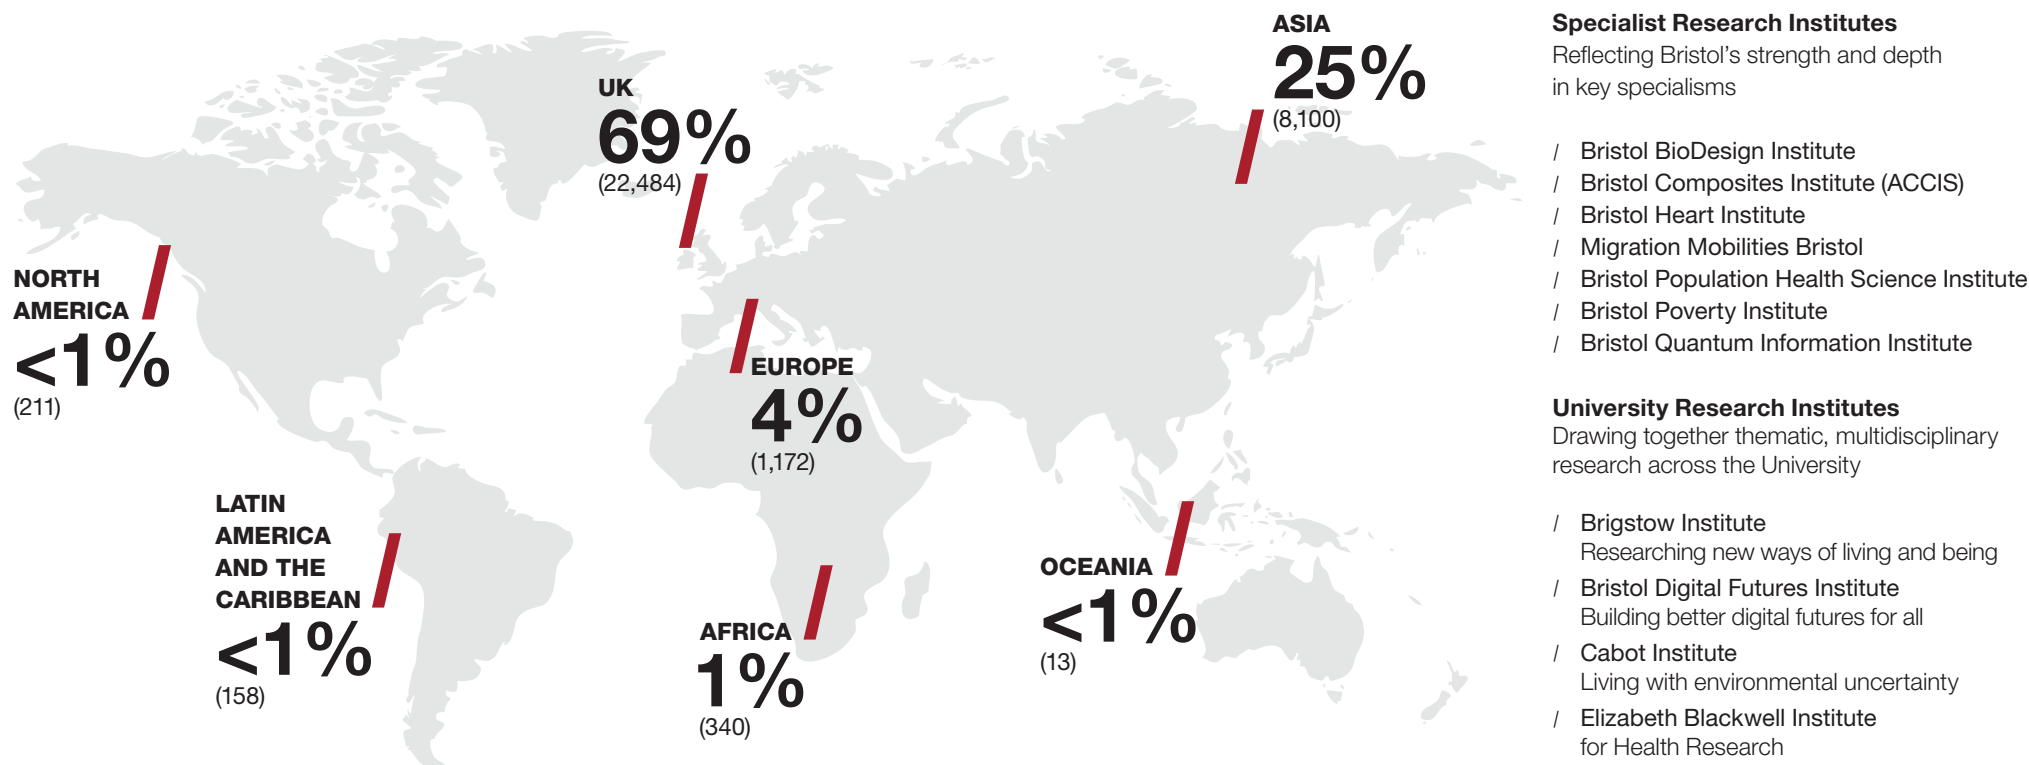 NORTH
AMERICA
<1%
(211)
LATIN
AMERICA
AND THE
CARIBBEAN
<1%
(158)
UK
69%
(22,484)
EUROPE
4%
(1,172)
AFRICA
1%
(340)
ASIA
25%
(8,100)
OCEANIA
<1%
(13)
Specialist Research Institutes
Reflecting Bristol’s strength and depth
in key specialisms
/ Bristol BioDesign Institute
/ Bristol Composites Institute (ACCIS)
/ Bristol Heart Institute
/ Migration Mobilities Bristol
/ Bristol Population Health Science Institute
/ Bristol Poverty Institute
/ Bristol Quantum Information Institute
University Research Institutes
Drawing together thematic, multidisciplinary
research across the University
/ Brigstow Institute
Researching new ways of living and being
/ Bristol Digital Futures Institute
Building better digital futures for all
/ Cabot Institute
Living with environmental uncertainty
/ Elizabeth Blackwell Institute
for Health Research